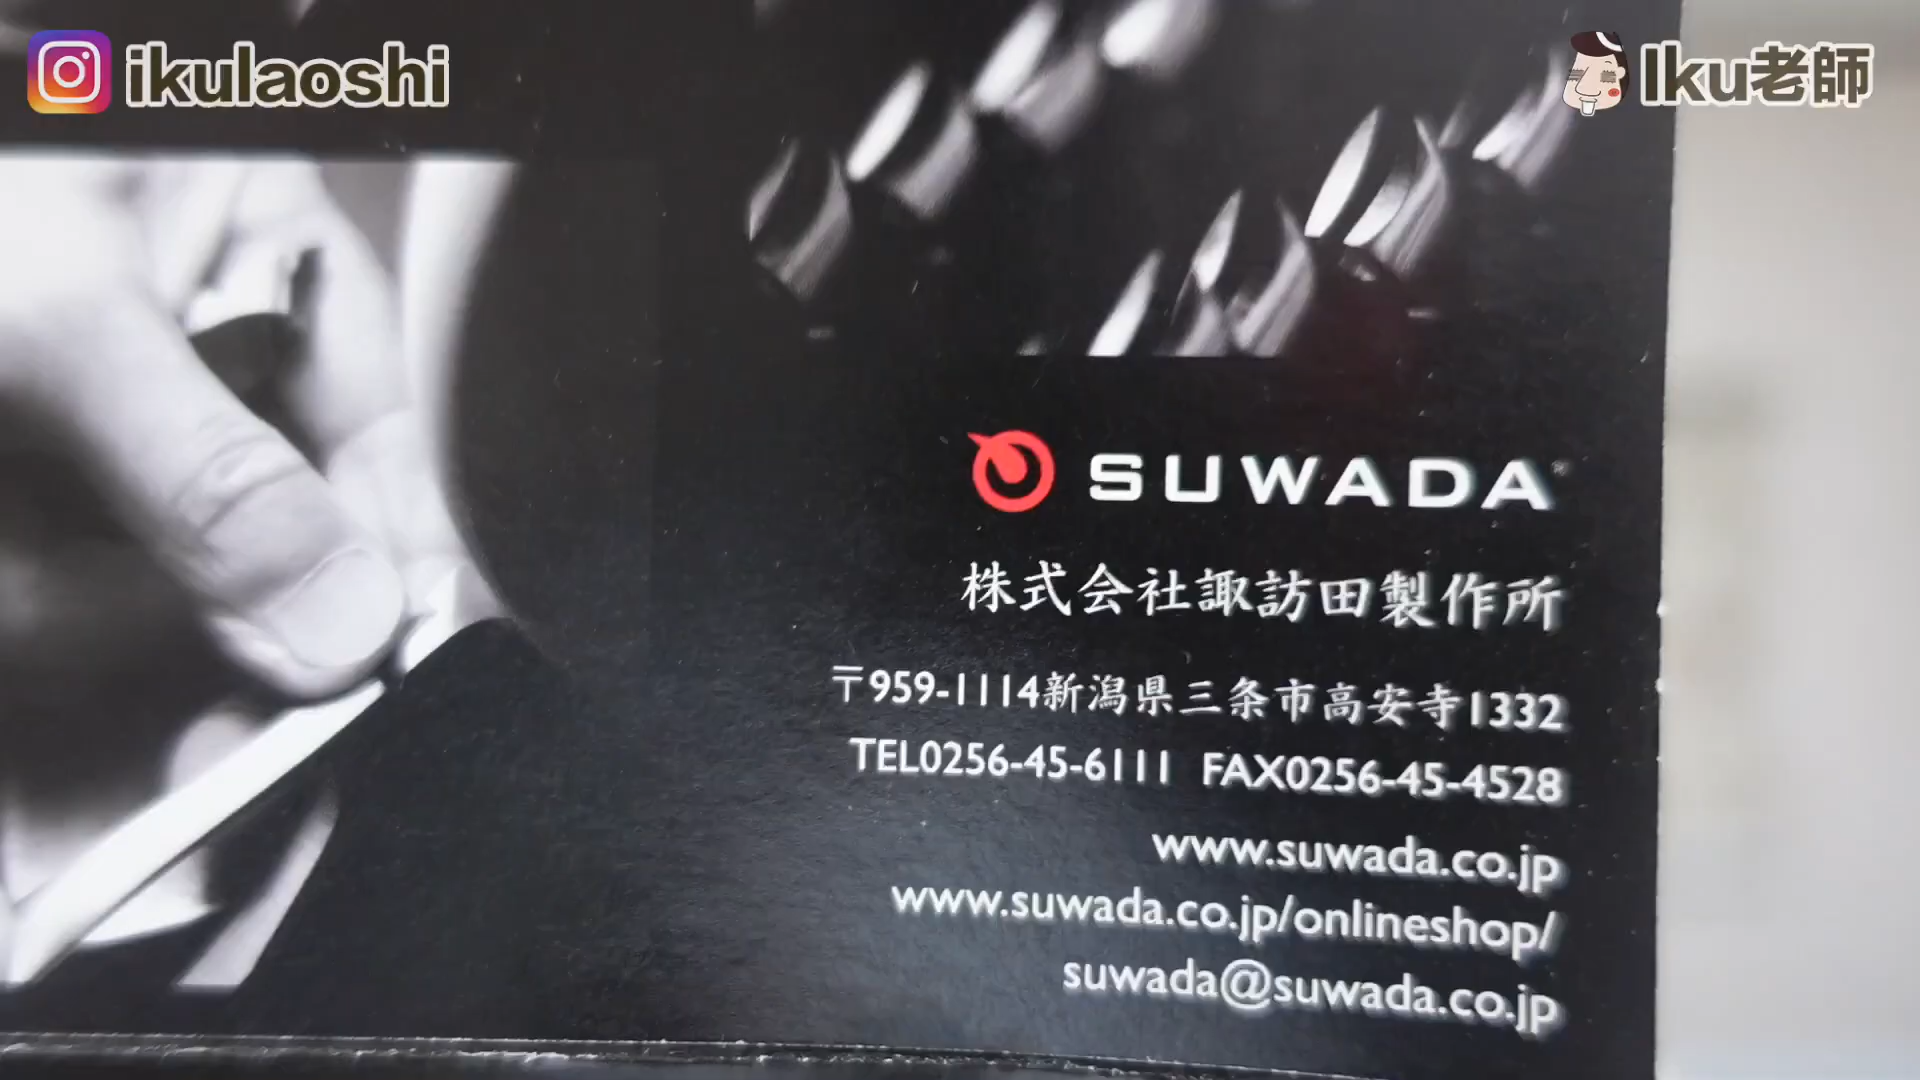 ikulaoshi
Iku老師
SUWADA®
株式会社諏訪田製作所
〒959-1114新潟県三条市高安寺1332
TEL0256-45-6111 FAX0256-45-4528
www.suwada.co.jp
www.suwada.co.jp/onlineshop/
suwada@suwada.co.jp